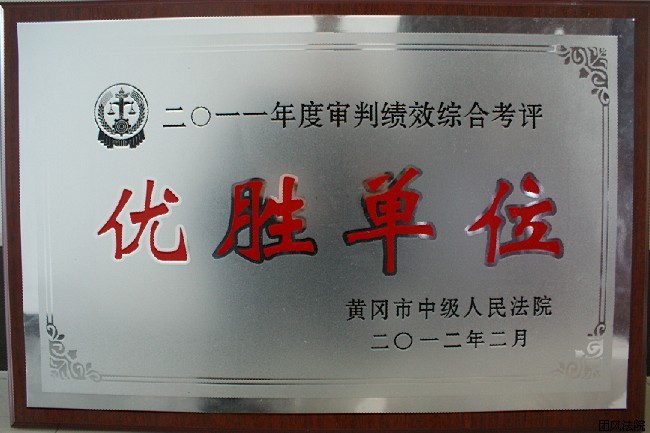 二〇一一年度审判绩效综合考评
优胜单位
黄冈市中级人民法院
二〇一二年二月
团风法院